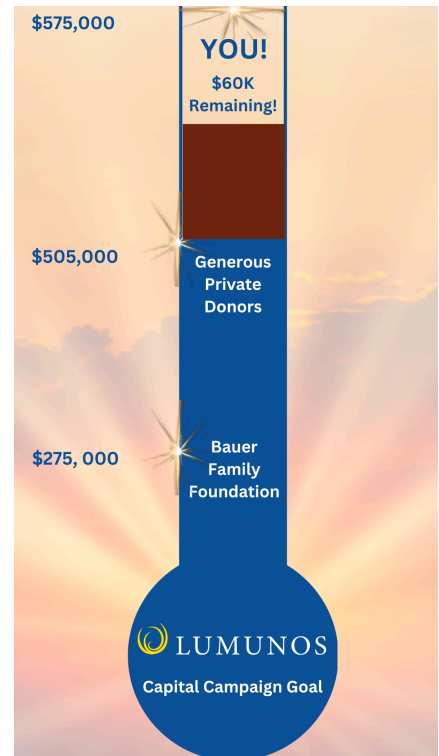 $575,000
YOU!
$60K
Remaining!
$505,000
Generous
Private
Donors
$275, 000
Bauer
Family
Foundation
LUMUNOS
Capital Campaign Goal